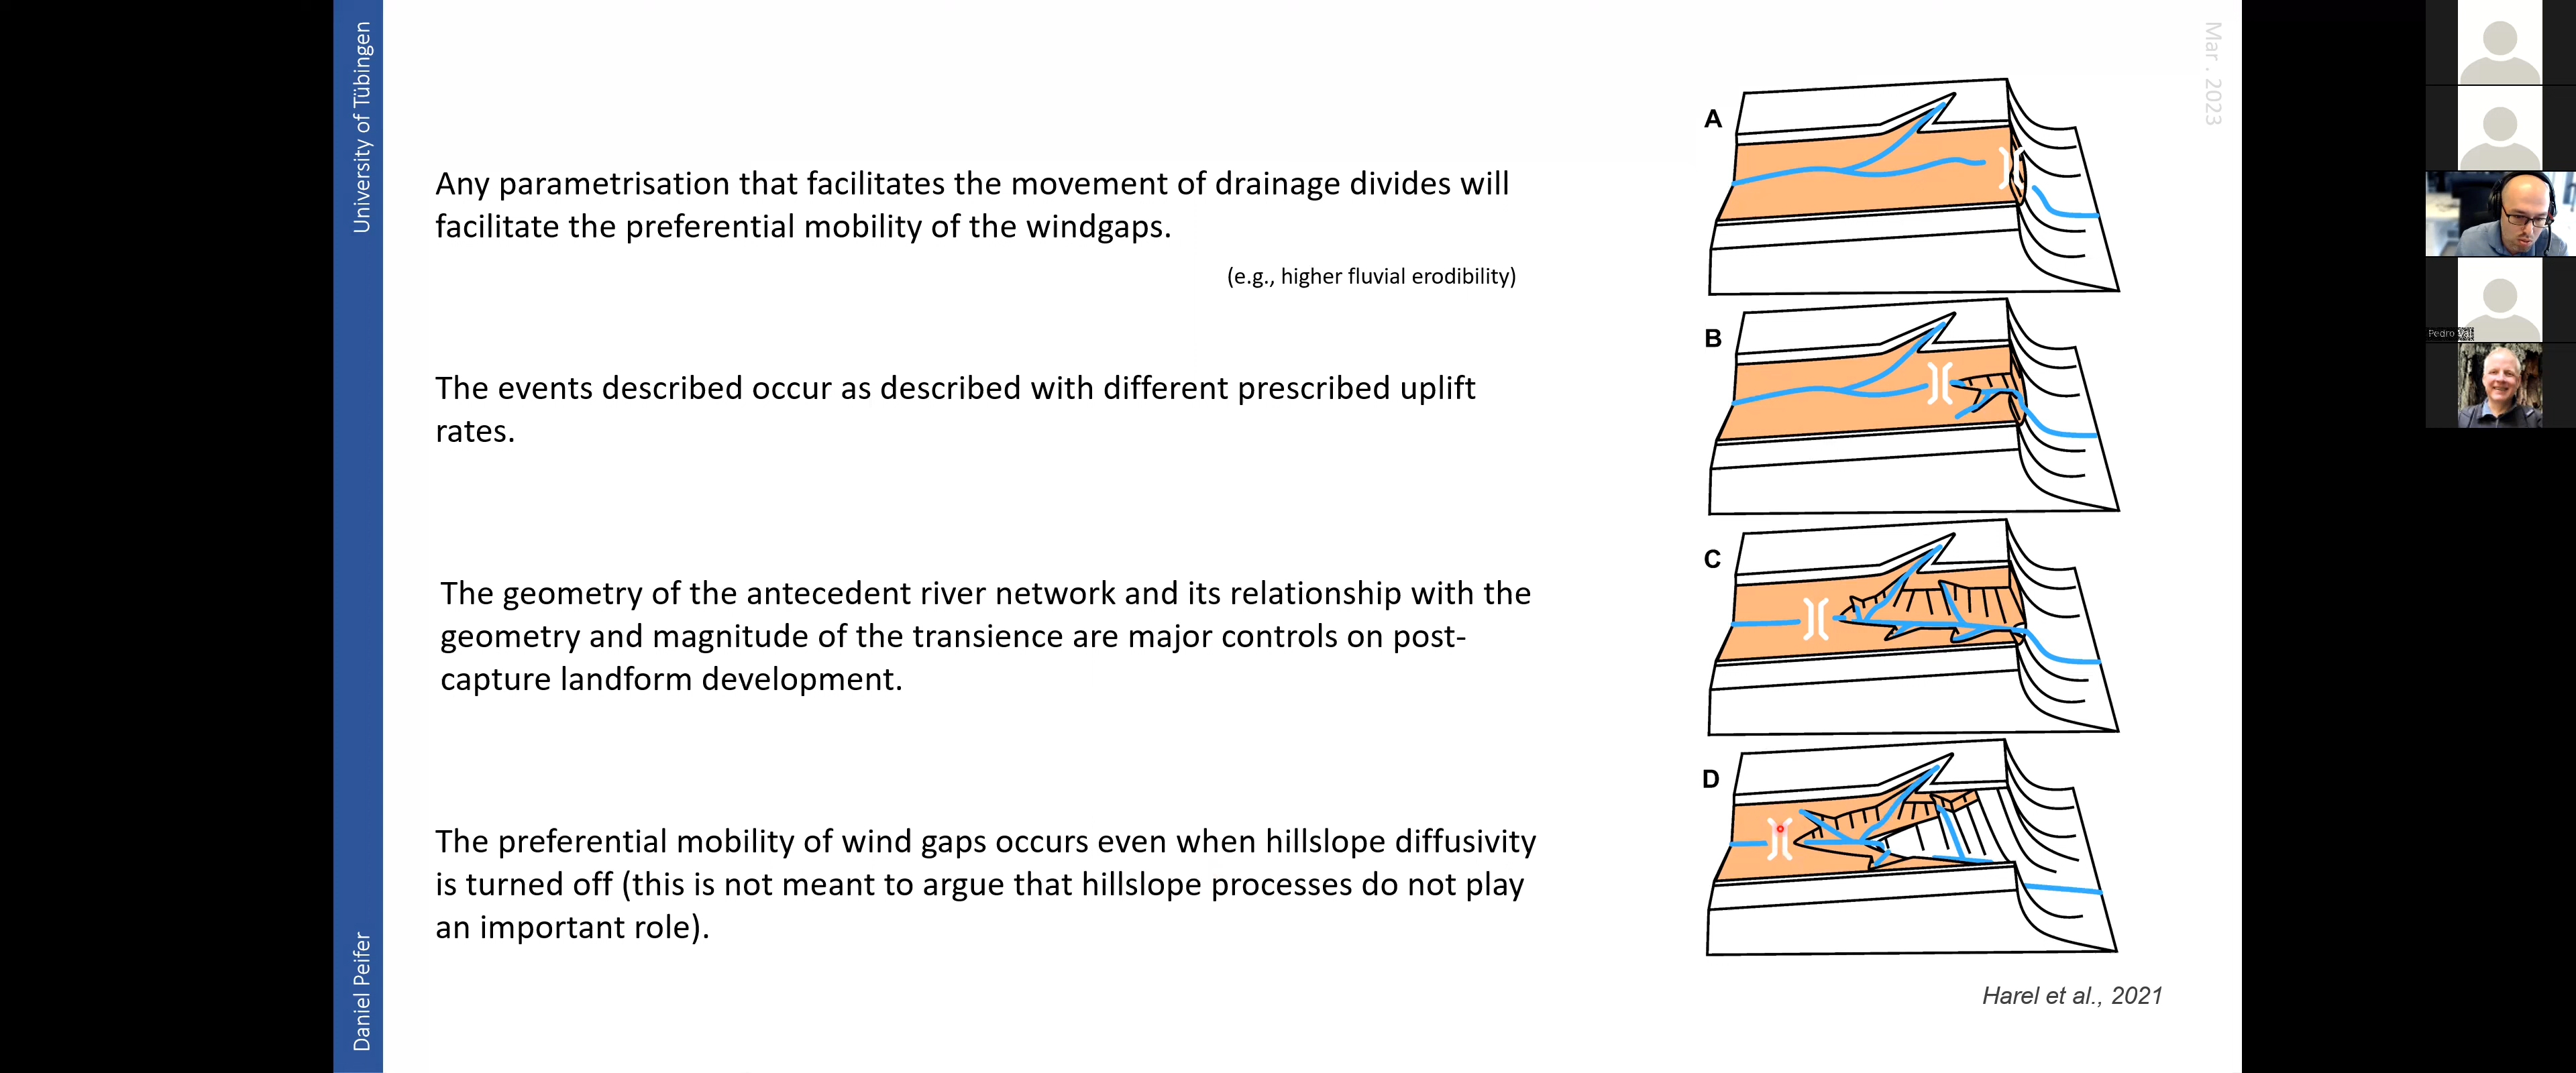 University of Tübingen
Daniel Peifer
Mar . 2023
Any parametrisation that facilitates the movement of drainage divides will
facilitate the preferential mobility of the windgaps.
(e.g., higher fluvial erodibility)
The events described occur as described with different prescribed uplift
rates.
The geometry of the antecedent river network and its relationship with the
geometry and magnitude of the transience are major controls on post-
capture landform development.
The preferential mobility of wind gaps occurs even when hillslope diffusivity
is turned off (this is not meant to argue that hillslope processes do not play
an important role).
A
B
C
D
Harel et al., 2021
Pedro Val